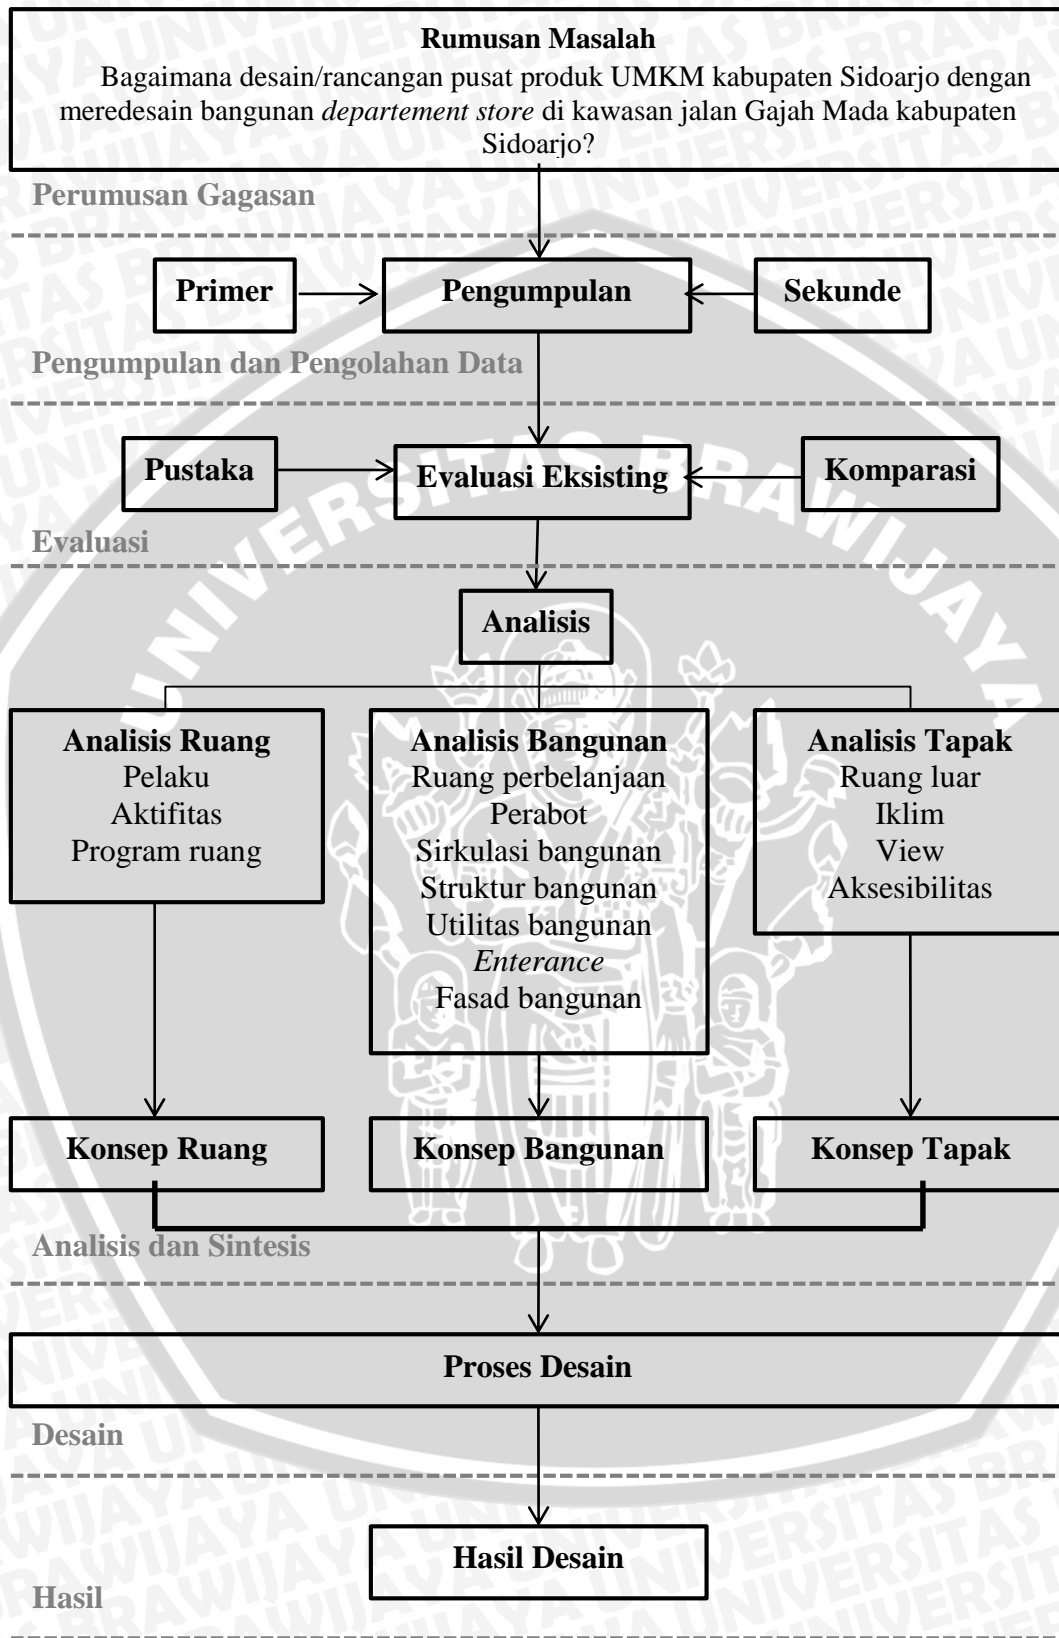 Rumusan Masalah
Bagaimana desain/rancangan pusat produk UMKM kabupaten Sidoarjo dengan
meredesain bangunan departement store di kawasan jalan Gajah Mada kabupaten
Sidoarjo?
Perumusan Gagasan
Primer
Pengumpulan
Sekunde
Pengumpulan dan Pengolahan Data
Pustaka
Evaluasi Eksisting
Komparasi
Evaluasi
UNIVERSITAS BRAWIJAYA
Analisis
Analisis Ruang
Pelaku
Aktifitas
Program ruang
Analisis Bangunan
Ruang perbelanjaan
Perabot
Sirkulasi bangunan
Struktur bangunan
Utilitas bangunan
Enterance
Fasad bangunan
Analisis Tapak
Ruang luar
Iklim
View
Aksesibilitas
Konsep Ruang
Konsep Bangunan
Konsep Tapak
Analisis dan Sintesis
Proses Desain
Desain
Hasil Desain
Hasil